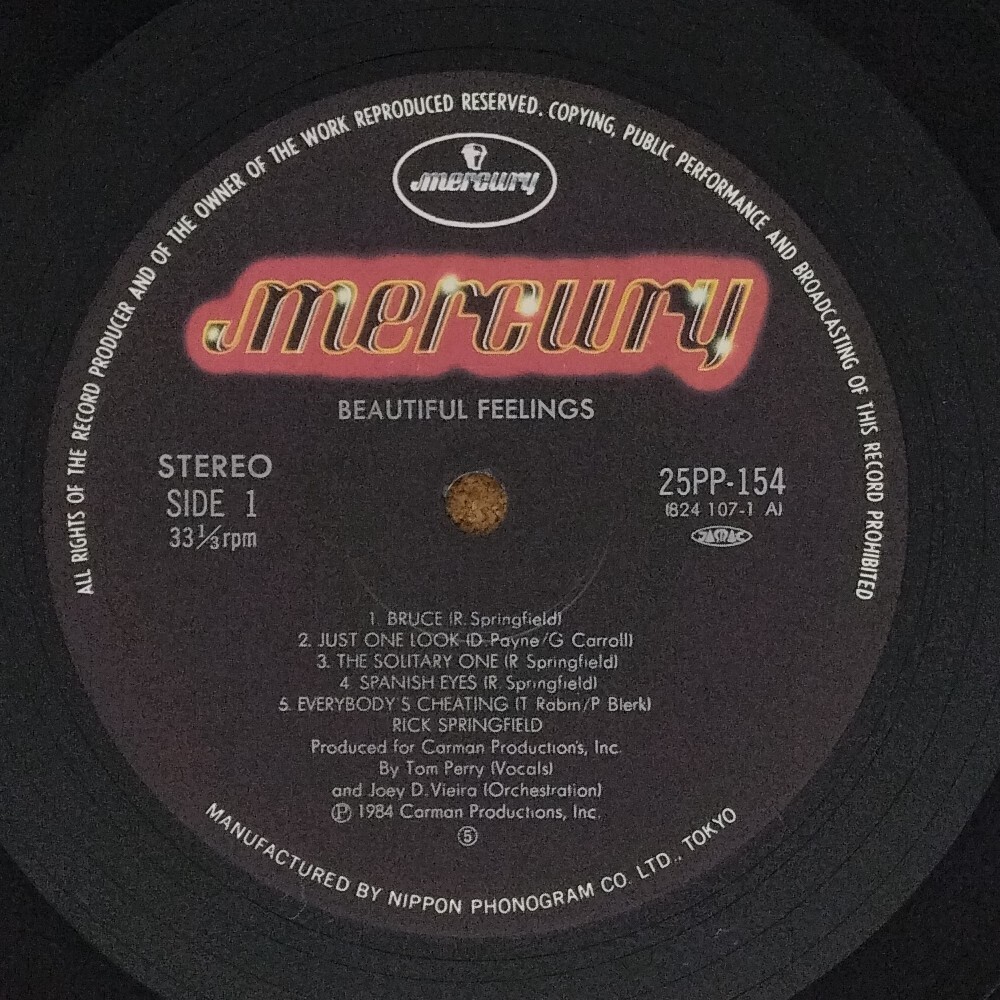 ALL RIGHTS OF THE RECORD PRODUCER AND OF THE OWNER OF THE WORK REPRODUCED RESERVED. COPYING, PUBLIC PERFORMANCE AND BROADCASTING OF THIS RECORD PROHIBITED
mercury
mercury
BEAUTIFUL FEELINGS
STEREO
SIDE 1
33⅓rpm
25PP-154
(824 107-1 A)
JASRAC
1. BRUCE (R. Springfield)
2. JUST ONE LOOK (D. Payne/G. Carroll)
3. THE SOLITARY ONE (R. Springfield)
4. SPANISH EYES (R. Springfield)
5. EVERYBODY'S CHEATING (T. Rabin/P. Blerk)
RICK SPRINGFIELD
Produced for Carman Production's, Inc.
By Tom Perry (Vocals)
and Joey D. Vieira (Orchestration)
Ⓟ 1984 Carman Productions, Inc.
⑤
MANUFACTURED BY NIPPON PHONOGRAM CO. LTD., TOKYO